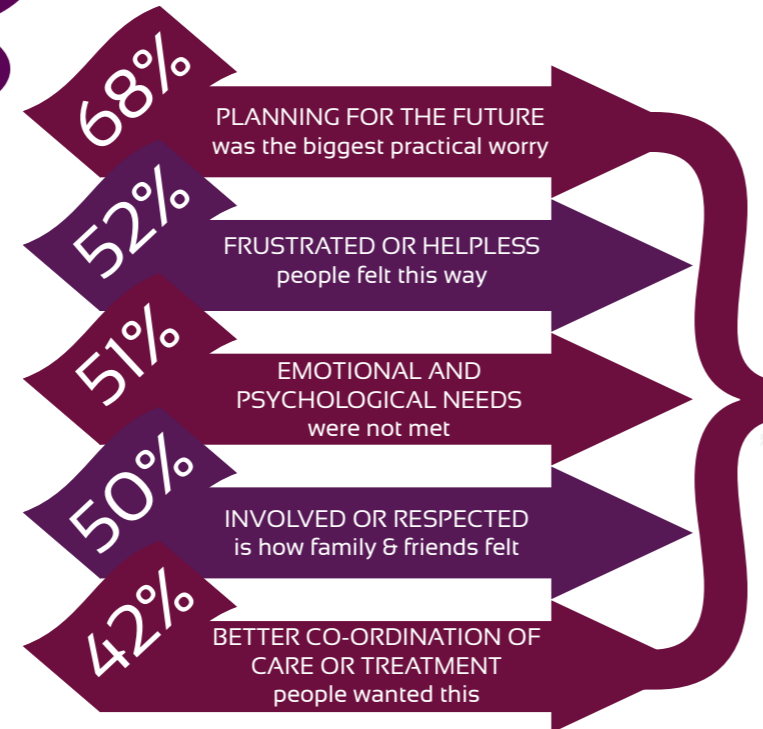 68%
PLANNING FOR THE FUTURE
was the biggest practical worry
52%
FRUSTRATED OR HELPLESS
people felt this way
51%
EMOTIONAL AND
PSYCHOLOGICAL NEEDS
were not met
50%
INVOLVED OR RESPECTED
is how family & friends felt
42%
BETTER CO-ORDINATION OF
CARE OR TREATMENT
people wanted this